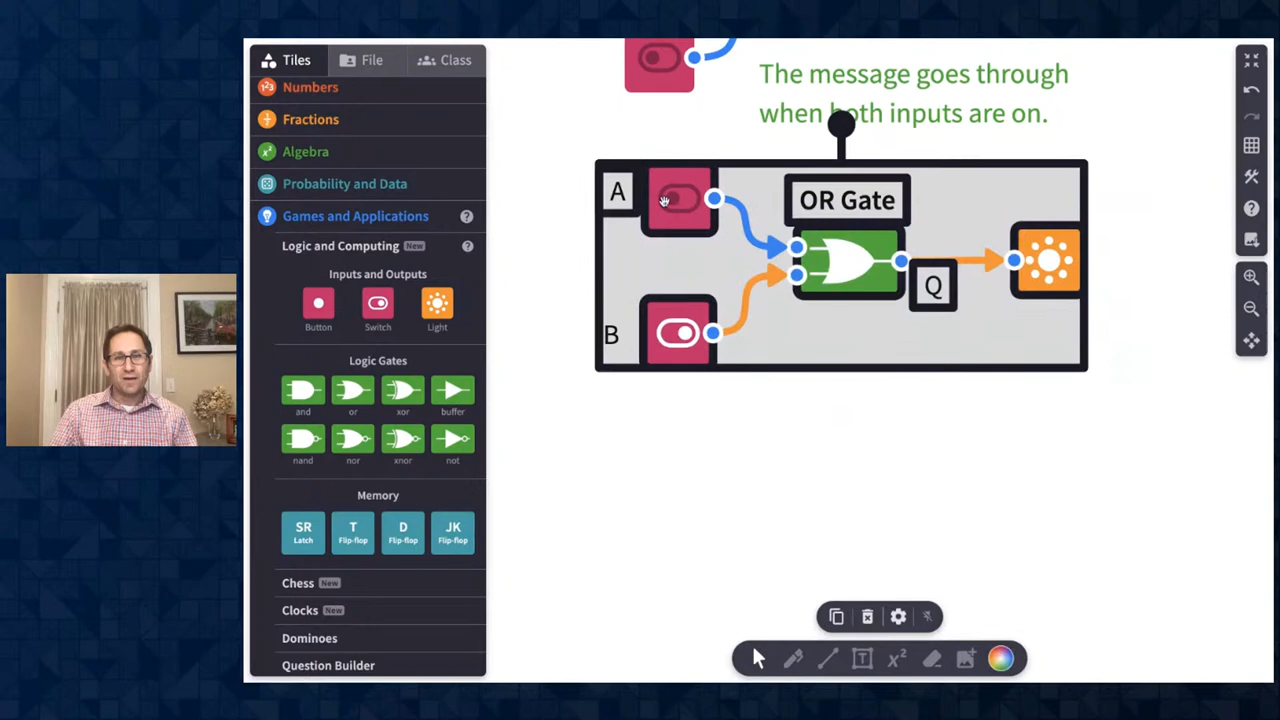 Tiles
File
Class
Numbers
Fractions
Algebra
Probability and Data
Games and Applications
Logic and Computing New
Inputs and Outputs
Button Switch Light
Logic Gates
and or xor buffer
nand nor xnor not
Memory
SR T D JK
Latch Flip-flop Flip-flop Flip-flop
Chess New
Clocks New
Dominoes
Question Builder
The message goes through
when both inputs are on.
A
OR Gate
Q
B